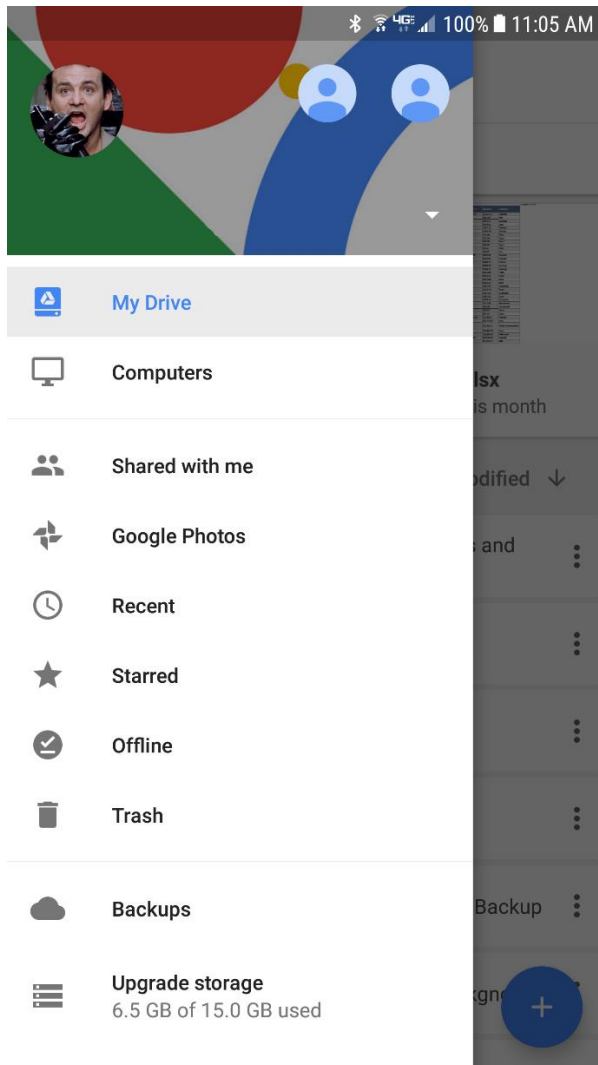 4G 100% 11:05 AM
My Drive
Computers
lsx
is month
Shared with me
odified
Google Photos
s and
Recent
Starred
Offline
Trash
Backups
Backup
Upgrade storage
6.5 GB of 15.0 GB used
kgn